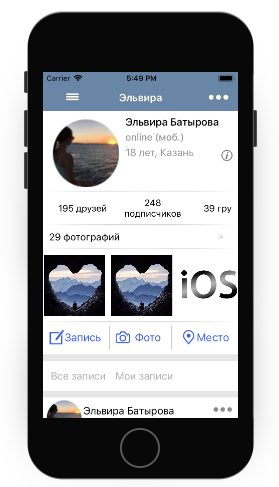 Carrier 5:49 PM
Эльвира
Эльвира Батырова
online (моб.)
18 лет, Казань
195 друзей 248 39 гру
подписчиков
29 фотографий >
iOS
Запись Фото Место
Все записи Мои записи
Эльвира Батырова